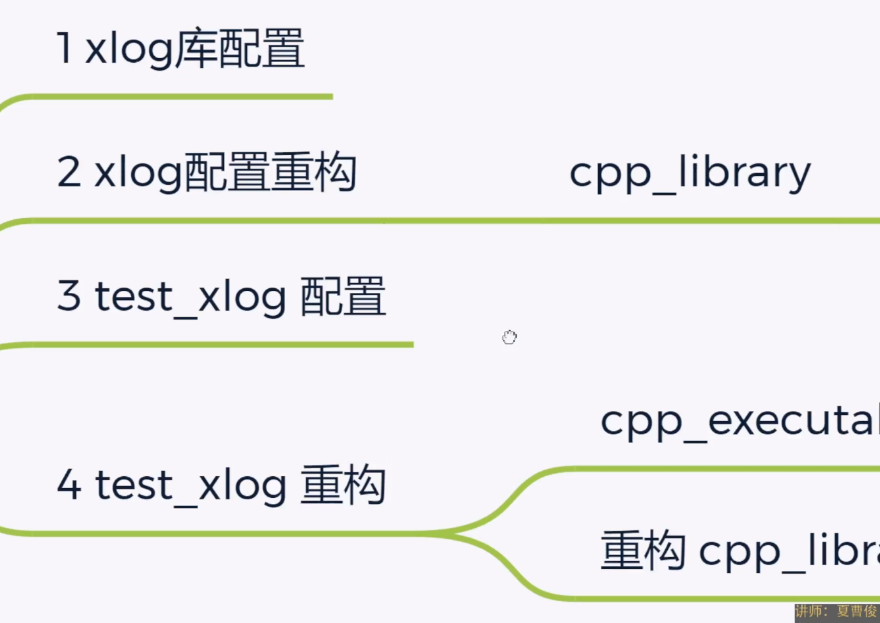 1 xlog库配置
2 xlog配置重构
cpp_library
3 test_xlog 配置
cpp_executa
4 test_xlog 重构
重构 cpp_libra
讲师：夏曹俊